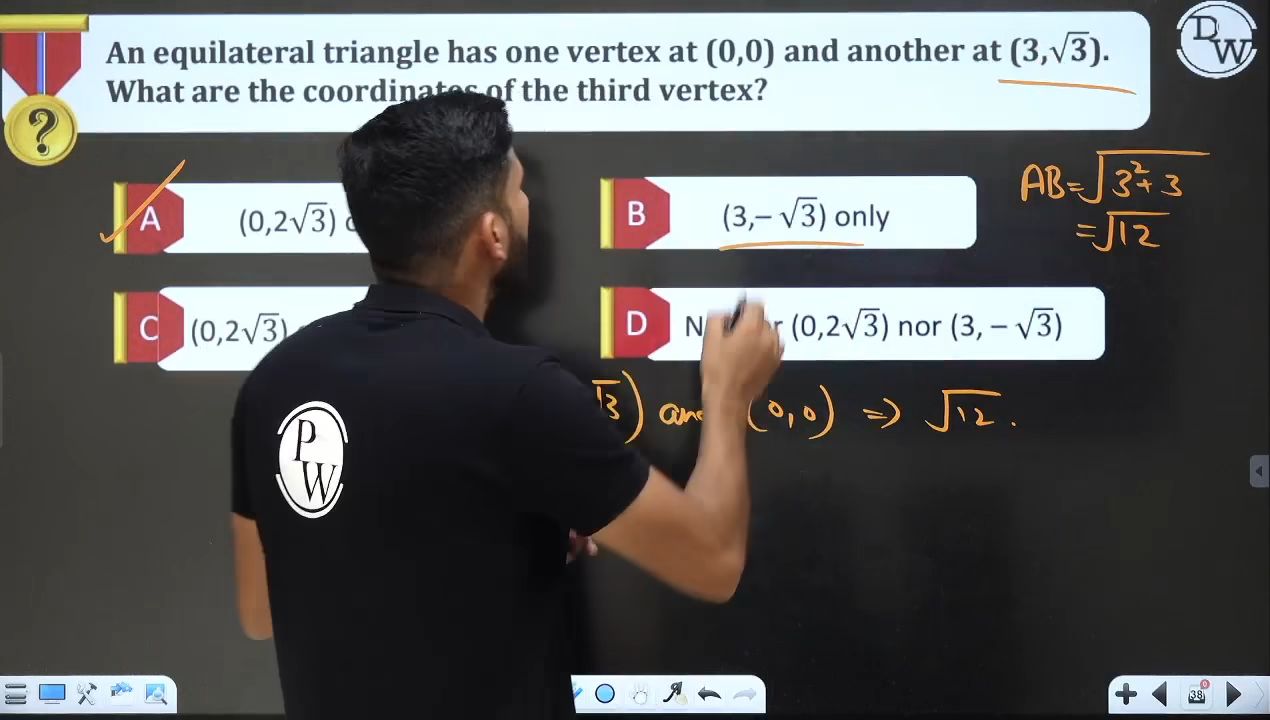 An equilateral triangle has one vertex at (0,0) and another at (3,√3).
What are the coordinates of the third vertex?
?
D
W
A
(0,2√3)
B
(3,– √3) only
AB = √3²+3
= √12
C
(0,2√3)
D
(0,2√3) nor (3, – √3)
√3) and (0,0) => √12.
P
W
38